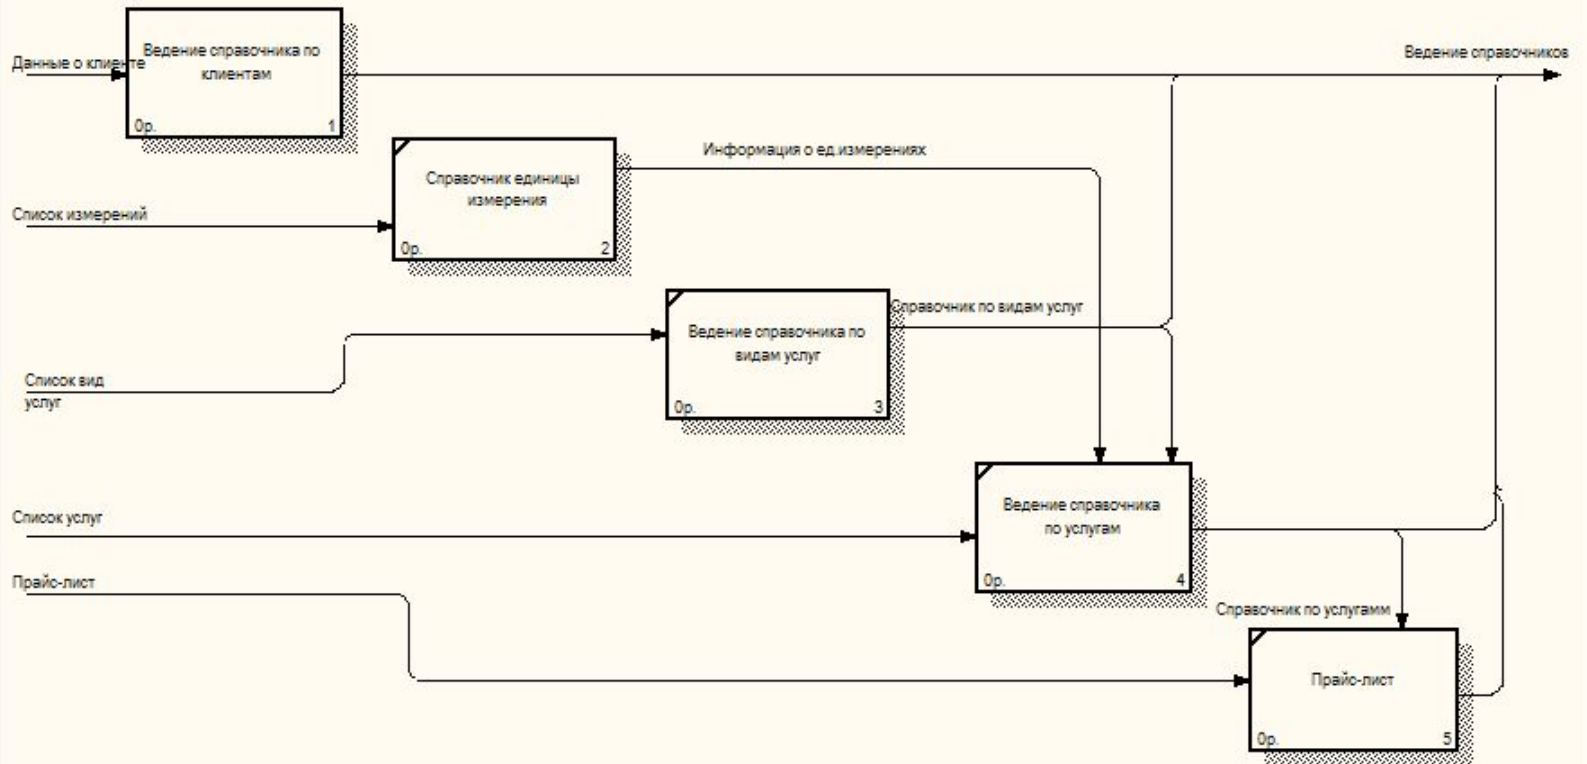 Ведение справочников
Данные о клиенте
Ведение справочника по
клиентам
0р.
1
Информация о ед.измерениях
Справочник единицы
измерения
0р.
2
Список измерений
Справочник по видам услуг
Ведение справочника по
видам услуг
0р.
3
Список вид
услуг
Ведение справочника
по услугам
0р.
4
Список услуг
Прайс-лист
Справочник по услугамм
Прайс-лист
0р.
5